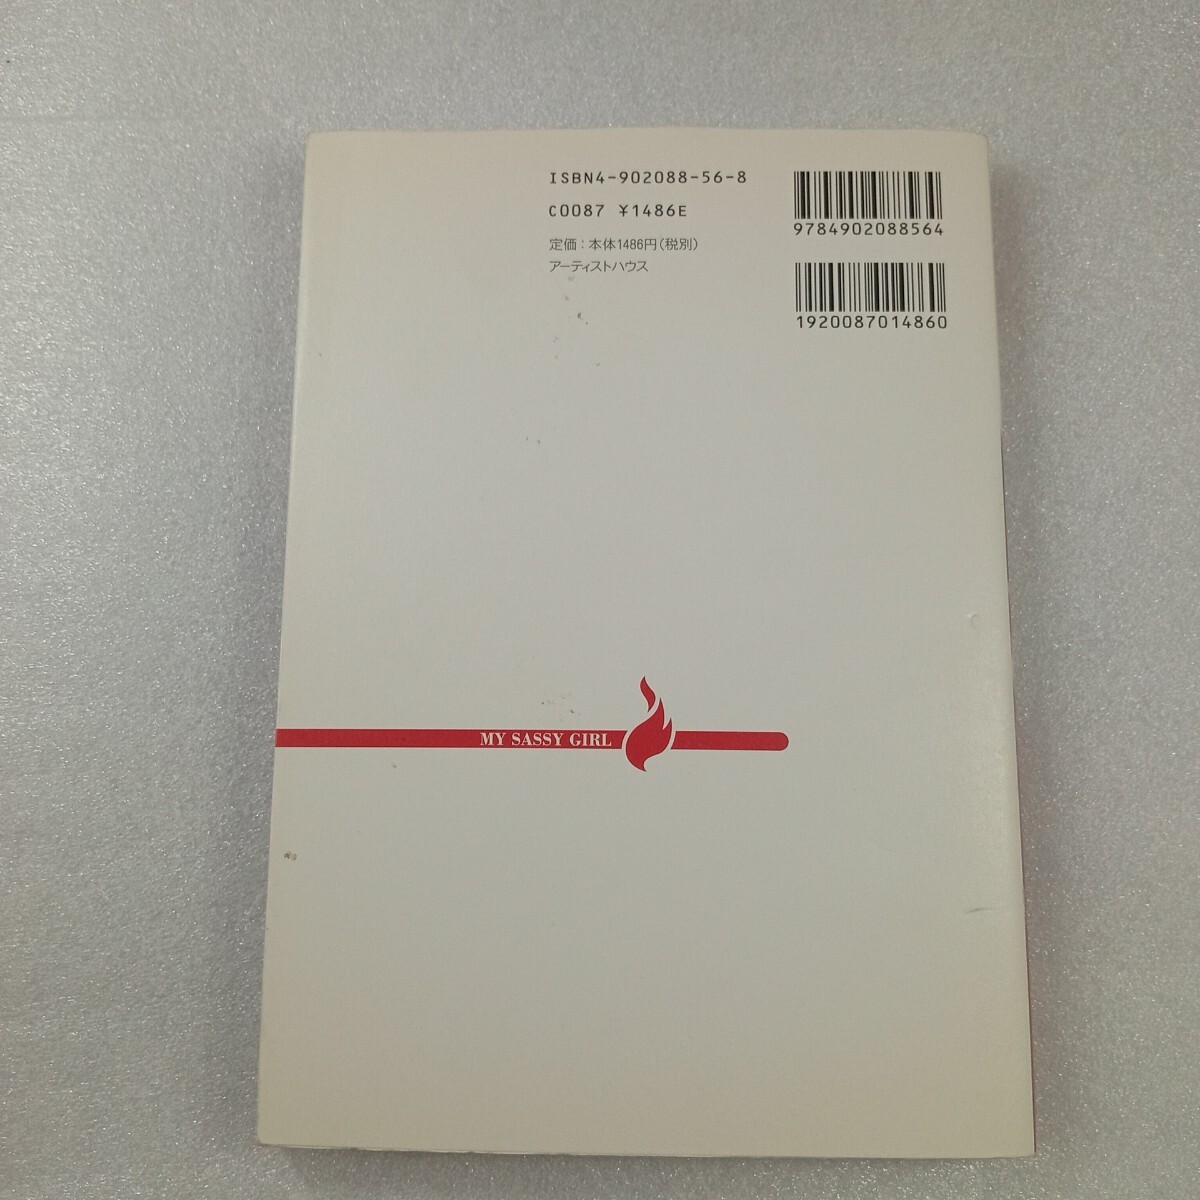 ISBN4-902088-56-8
C0087 ¥1486E
定価：本体1486円(税別)
アーティストハウス
9784902088564
1920087014860
MY SASSY GIRL